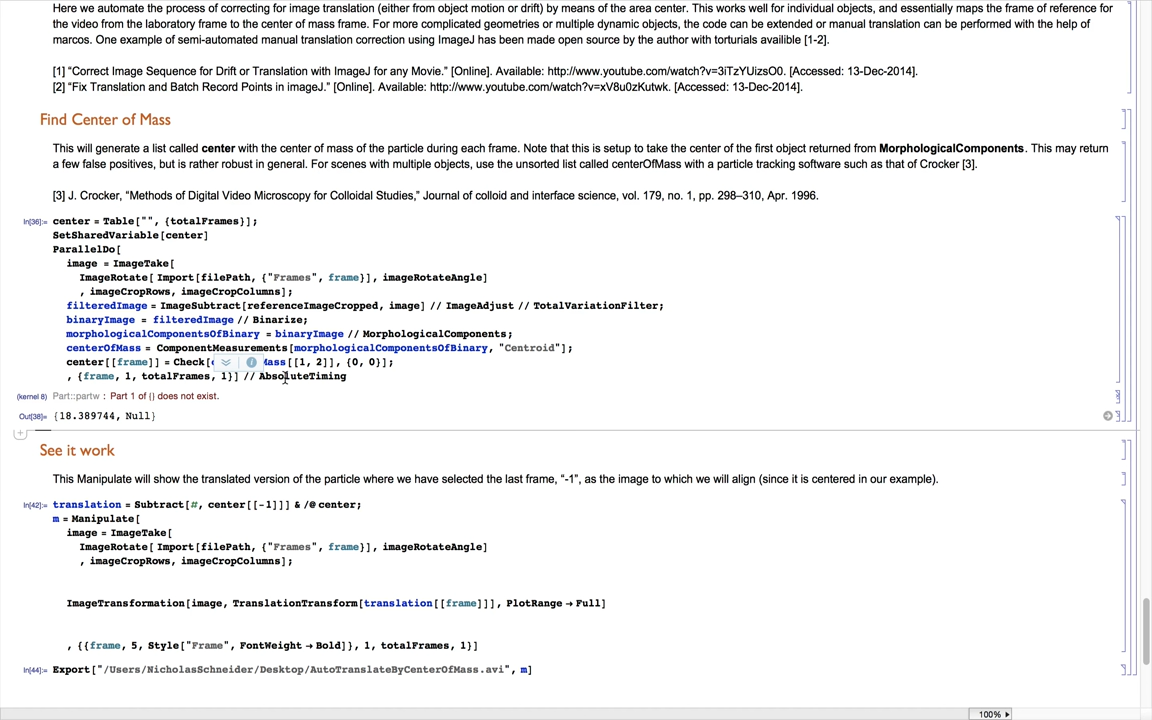 Here we automate the process of correcting for image translation (either from object motion or drift) by means of the area center. This works well for individual objects, and essentially maps the frame of reference for
the video from the laboratory frame to the center of mass frame. For more complicated geometries or multiple dynamic objects, the code can be extended or manual translation can be performed with the help of
marcos. One example of semi-automated manual translation correction using ImageJ has been made open source by the author with torturials availible [1-2].
[1] “Correct Image Sequence for Drift or Translation with ImageJ for any Movie.” [Online]. Available: http://www.youtube.com/watch?v=3iTzYUizsO0. [Accessed: 13-Dec-2014].
[2] “Fix Translation and Batch Record Points in imageJ.” [Online]. Available: http://www.youtube.com/watch?v=xV8u0zKutwk. [Accessed: 13-Dec-2014].
Find Center of Mass
This will generate a list called center with the center of mass of the particle during each frame. Note that this is setup to take the center of the first object returned from MorphologicalComponents. This may return
a few false positives, but is rather robust in general. For scenes with multiple objects, use the unsorted list called centerOfMass with a particle tracking software such as that of Crocker [3].
[3] J. Crocker, “Methods of Digital Video Microscopy for Colloidal Studies,” Journal of colloid and interface science, vol. 179, no. 1, pp. 298–310, Apr. 1996.
In[36]:= center = Table["", {totalFrames}];
SetSharedVariable[center]
ParallelDo[
image = ImageTake[
ImageRotate[ Import[filePath, {"Frames", frame}], imageRotateAngle]
, imageCropRows, imageCropColumns];
filteredImage = ImageSubtract[referenceImageCropped, image] // ImageAdjust // TotalVariationFilter;
binaryImage = filteredImage // Binarize;
morphologicalComponentsOfBinary = binaryImage // MorphologicalComponents;
centerOfMass = ComponentMeasurements[morphologicalComponentsOfBinary, "Centroid"];
center[[frame]] = Check[ Mass[[1, 2]], {0, 0}];
, {frame, 1, totalFrames, 1}] // AbsoluteTiming
(kernel 8) Part::partw : Part 1 of {} does not exist.
Out[38]= {18.389744, Null}
See it work
This Manipulate will show the translated version of the particle where we have selected the last frame, “-1”, as the image to which we will align (since it is centered in our example).
In[42]:= translation = Subtract[#, center[[-1]]] & /@ center;
m = Manipulate[
image = ImageTake[
ImageRotate[ Import[filePath, {"Frames", frame}], imageRotateAngle]
, imageCropRows, imageCropColumns];
ImageTransformation[image, TranslationTransform[translation[[frame]]], PlotRange → Full]
, {{frame, 5, Style["Frame", FontWeight → Bold]}, 1, totalFrames, 1}]
In[44]:= Export["/Users/NicholasSchneider/Desktop/AutoTranslateByCenterOfMass.avi", m]
100%